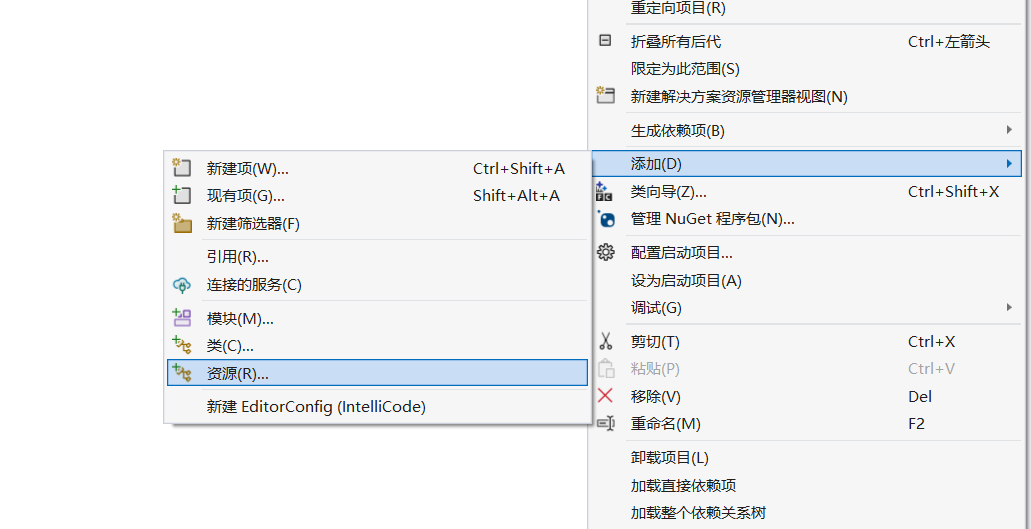 重定向项目(R)
折叠所有后代 Ctrl+左箭头
限定为此范围(S)
新建解决方案资源管理器视图(N)
生成依赖项(B)
添加(D)
类向导(Z)... Ctrl+Shift+X
管理 NuGet 程序包(N)...
配置启动项目...
设为启动项目(A)
调试(G)
剪切(T) Ctrl+X
粘贴(P) Ctrl+V
移除(V) Del
重命名(M) F2
卸载项目(L)
加载直接依赖项
加载整个依赖关系树
新建项(W)... Ctrl+Shift+A
现有项(G)... Shift+Alt+A
新建筛选器(F)
引用(R)...
连接的服务(C)
模块(M)...
类(C)...
资源(R)...
新建 EditorConfig (IntelliCode)